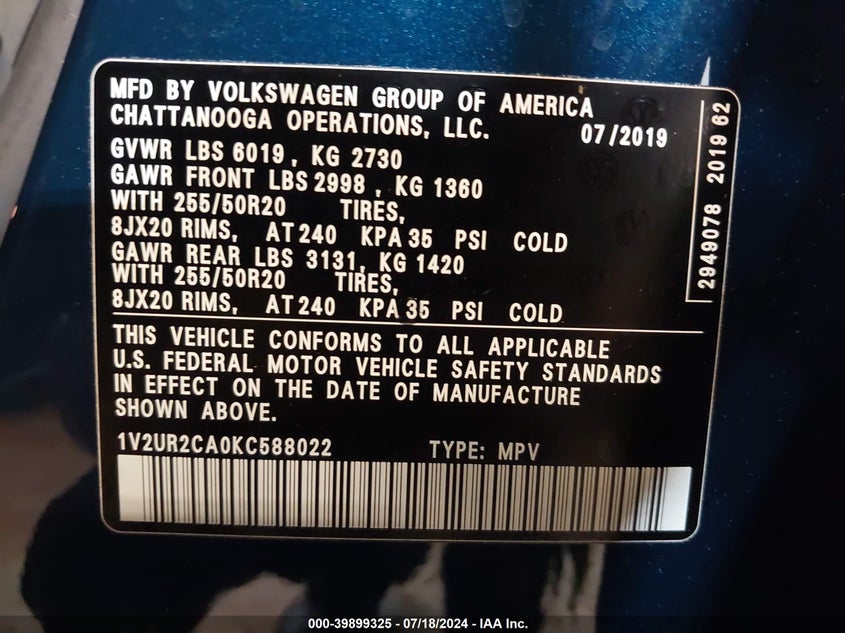 MFD BY VOLKSWAGEN GROUP OF AMERICA
CHATTANOOGA OPERATIONS, LLC.
07/2019
GVWR LBS 6019, KG 2730
GAWR FRONT LBS 2998, KG 1360
WITH 255/50R20 TIRES,
8JX20 RIMS, AT 240 KPA 35 PSI COLD
GAWR REAR LBS 3131, KG 1420
WITH 255/50R20 TIRES,
8JX20 RIMS, AT 240 KPA 35 PSI COLD
THIS VEHICLE CONFORMS TO ALL APPLICABLE
U.S. FEDERAL MOTOR VEHICLE SAFETY STANDARDS
IN EFFECT ON THE DATE OF MANUFACTURE
SHOWN ABOVE.
1V2UR2CA0KC588022 TYPE: MPV
2949078 2019 62
000-39899325 / 07/18/2024 - IAA Inc.